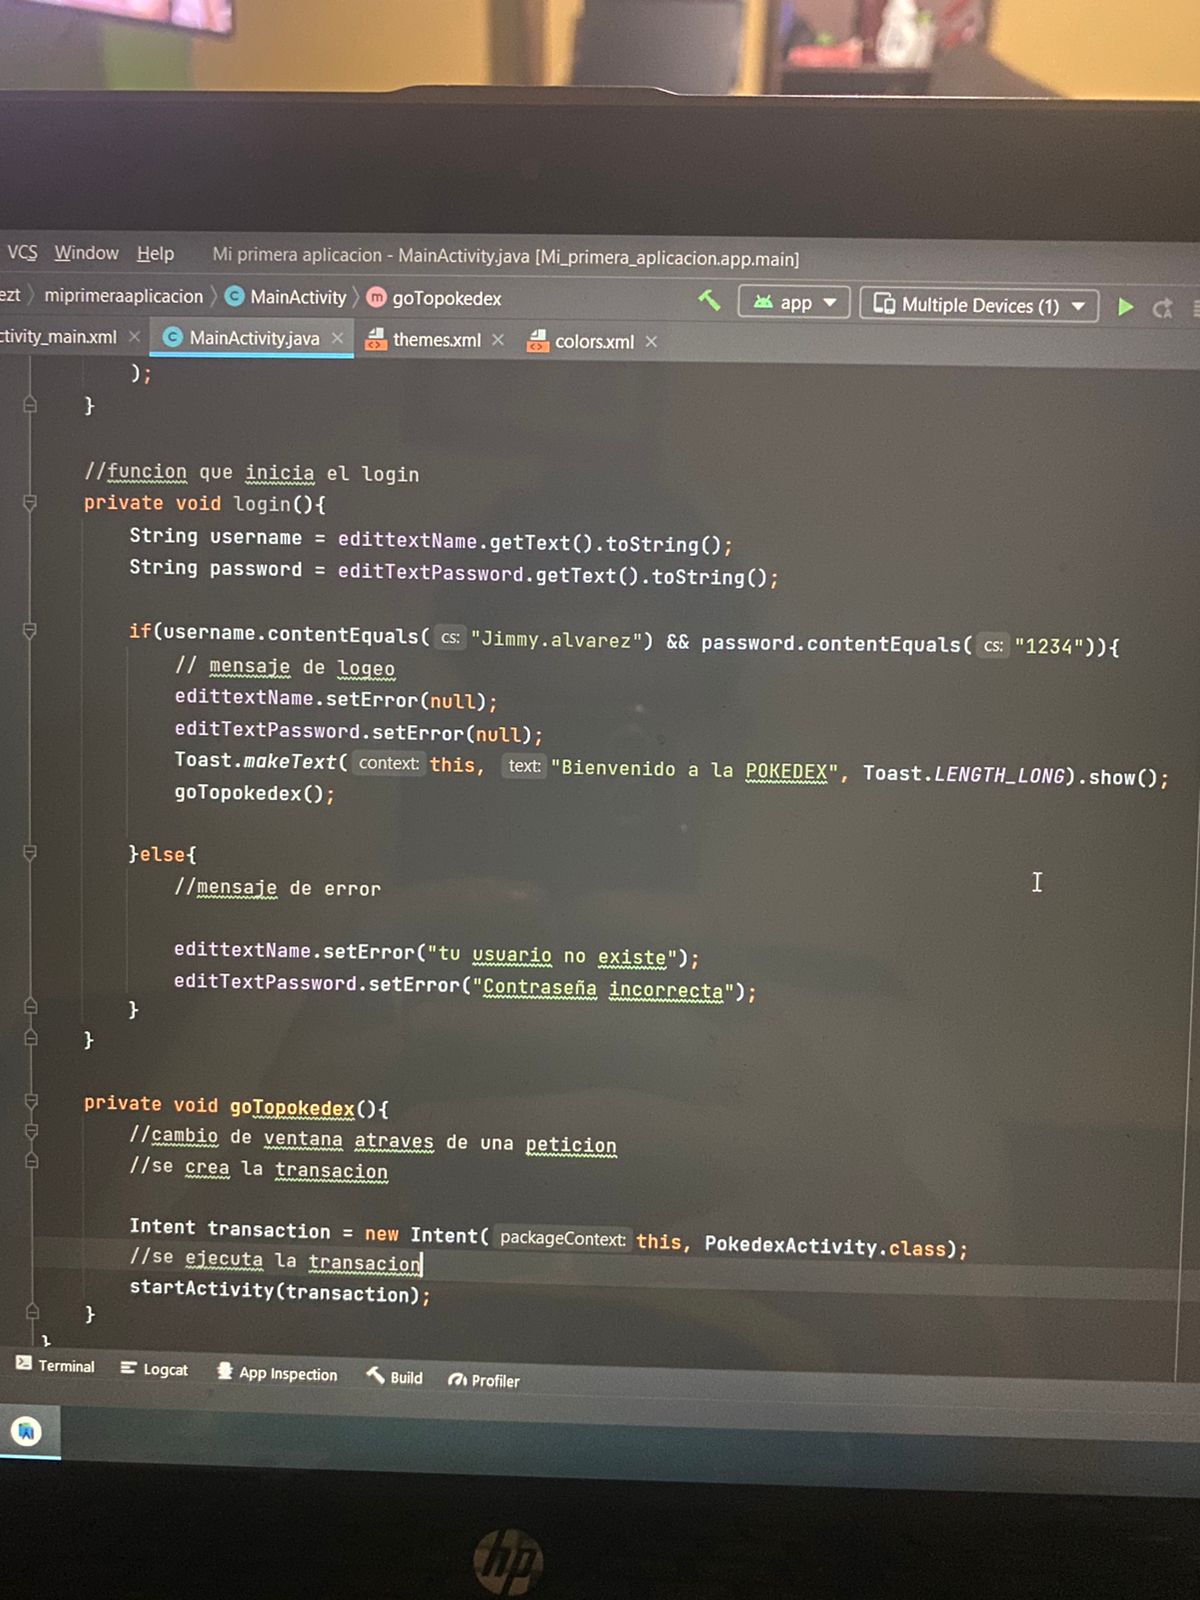 VCS Window Help Mi primera aplicacion - MainActivity.java [Mi_primera_aplicacion.app.main]
ezt miprimeraaplicacion C MainActivity m goTopokedex app Multiple Devices (1)
ctivity_main.xml C MainActivity.java themes.xml colors.xml
);
}
//funcion que inicia el login
private void login(){
String username = edittextName.getText().toString();
String password = editTextPassword.getText().toString();
if(username.contentEquals( cs: "Jimmy.alvarez") && password.contentEquals( cs: "1234")){
// mensaje de logeo
edittextName.setError(null);
editTextPassword.setError(null);
Toast.makeText( context: this, text: "Bienvenido a la POKEDEX", Toast.LENGTH_LONG).show();
goTopokedex();
}else{
//mensaje de error
edittextName.setError("tu usuario no existe");
editTextPassword.setError("Contraseña incorrecta");
}
}
private void goTopokedex(){
//cambio de ventana atraves de una peticion
//se crea la transacion
Intent transaction = new Intent( packageContext: this, PokedexActivity.class);
//se ejecuta la transacion
startActivity(transaction);
}
}
Terminal Logcat App Inspection Build Profiler
hp